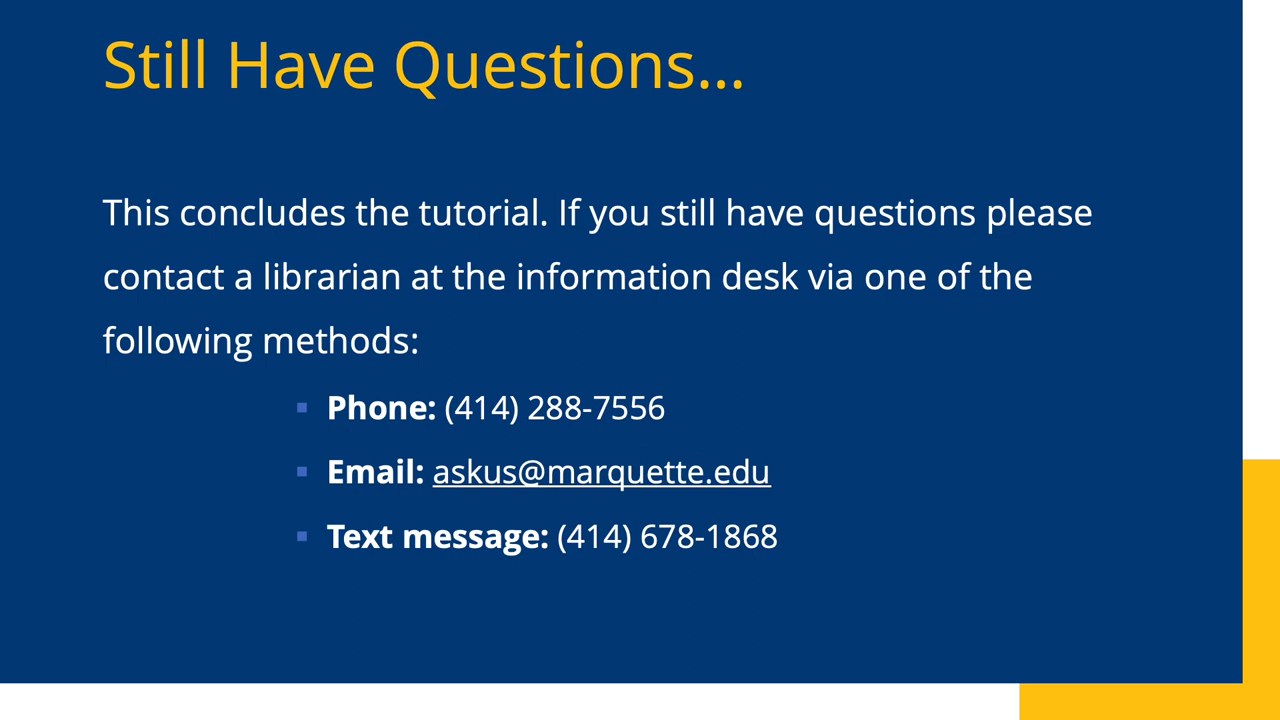 Still Have Questions...
This concludes the tutorial. If you still have questions please
contact a librarian at the information desk via one of the
following methods:
▪ Phone: (414) 288-7556
▪ Email: askus@marquette.edu
▪ Text message: (414) 678-1868